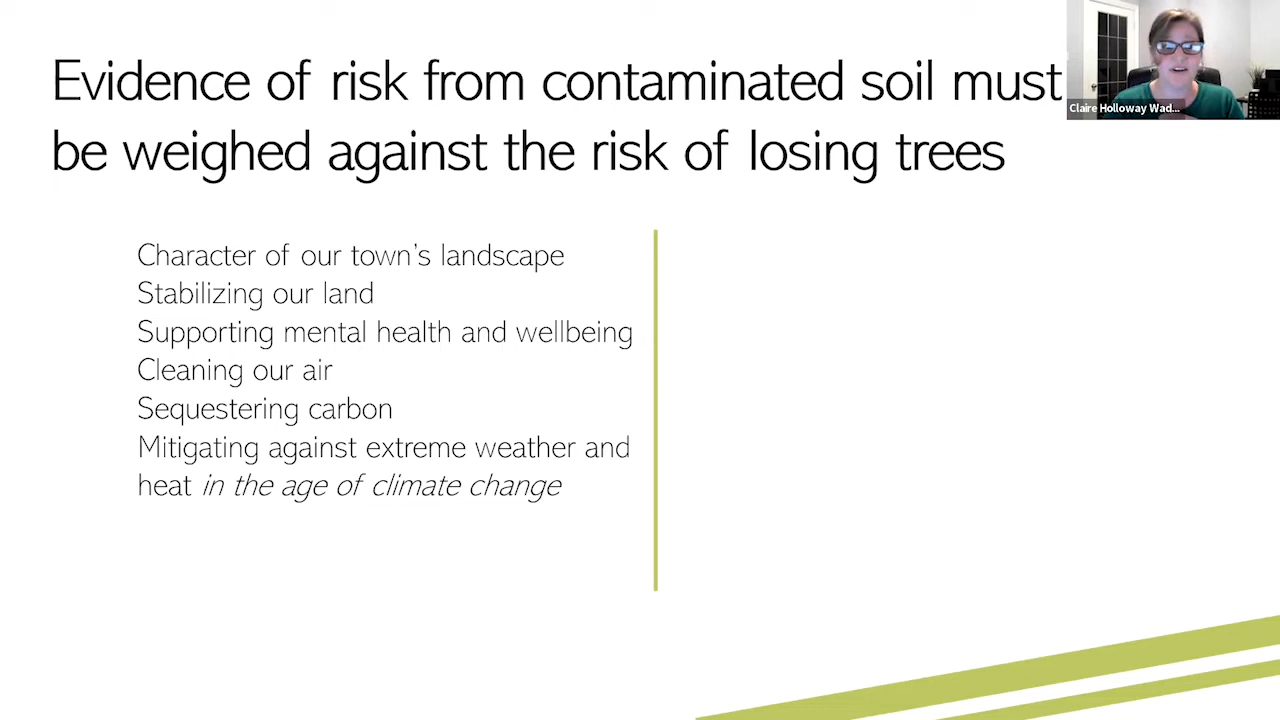 Evidence of risk from contaminated soil must
be weighed against the risk of losing trees
Claire Holloway Wad...
Character of our town's landscape
Stabilizing our land
Supporting mental health and wellbeing
Cleaning our air
Sequestering carbon
Mitigating against extreme weather and
heat in the age of climate change